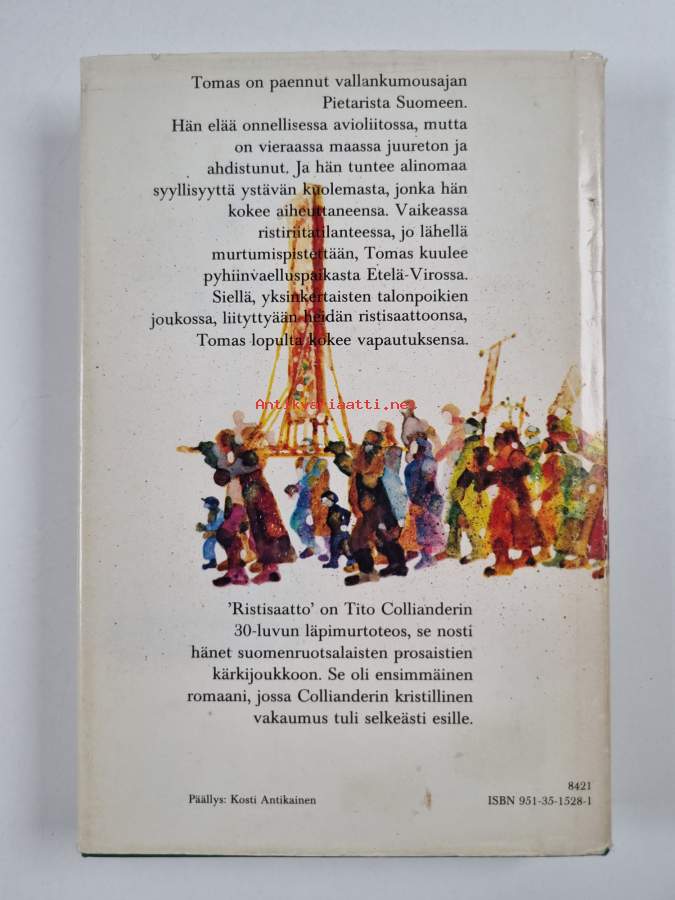 Tomas on paennut vallankumousajan
Pietarista Suomeen.
Hän elää onnellisessa avioliitossa, mutta
on vieraassa maassa juureton ja
ahdistunut. Ja hän tuntee alinomaa
syyllisyyttä ystävän kuolemasta, jonka hän
kokee aiheuttaneensa. Vaikeassa
ristiriitatilanteessa, jo lähellä
murtumispistettään, Tomas kuulee
pyhiinvaelluspaikasta Etelä-Virossa.
Siellä, yksinkertaisten talonpoikien
joukossa, liityttyään heidän ristisaattoonsa,
Tomas lopulta kokee vapautuksensa.
Antikvariaatti.net
'Ristisaatto' on Tito Collianderin
30-luvun läpimurtoteos, se nosti
hänet suomenruotsalaisten prosaistien
kärkijoukkoon. Se oli ensimmäinen
romaani, jossa Collianderin kristillinen
vakaumus tuli selkeästi esille.
8421
Päällys: Kosti Antikainen ISBN 951-35-1528-1